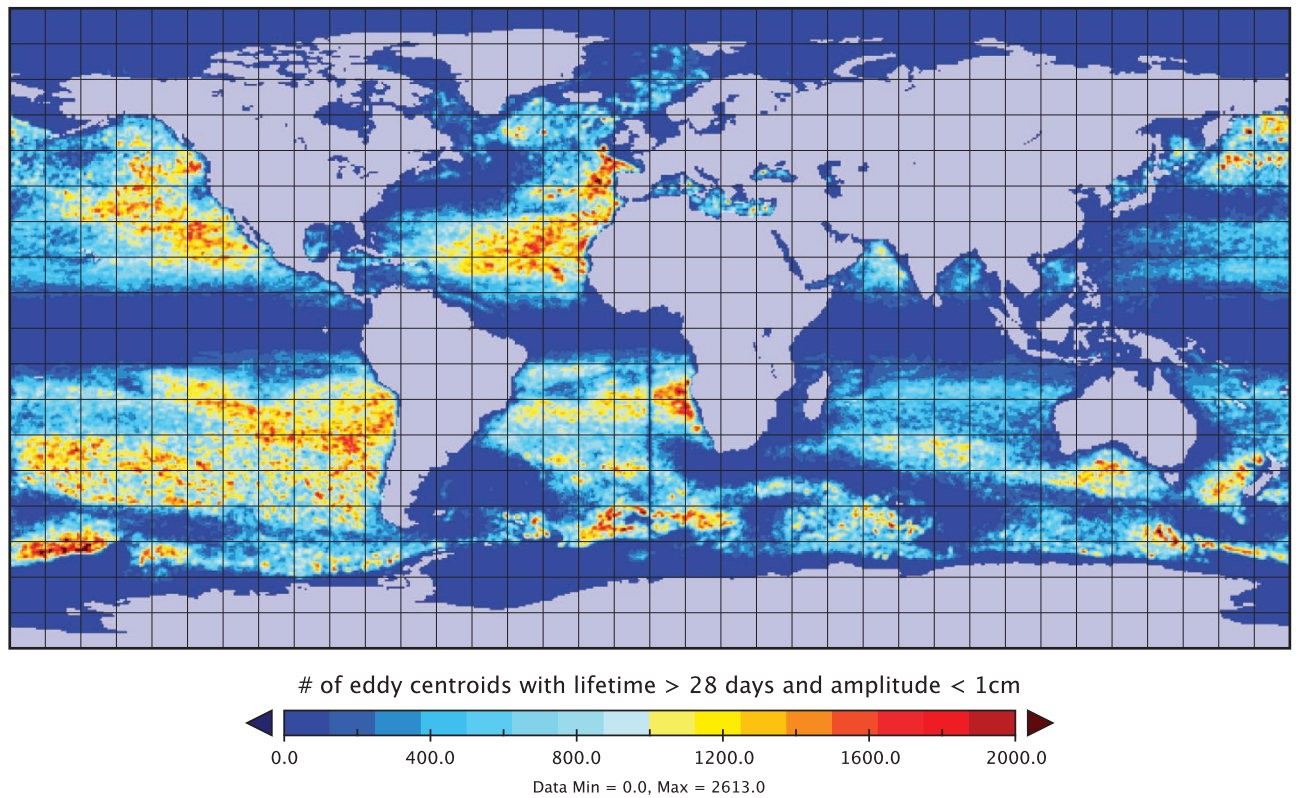 # of eddy centroids with lifetime > 28 days and amplitude < 1cm
0.0 400.0 800.0 1200.0 1600.0 2000.0
Data Min = 0.0, Max = 2613.0